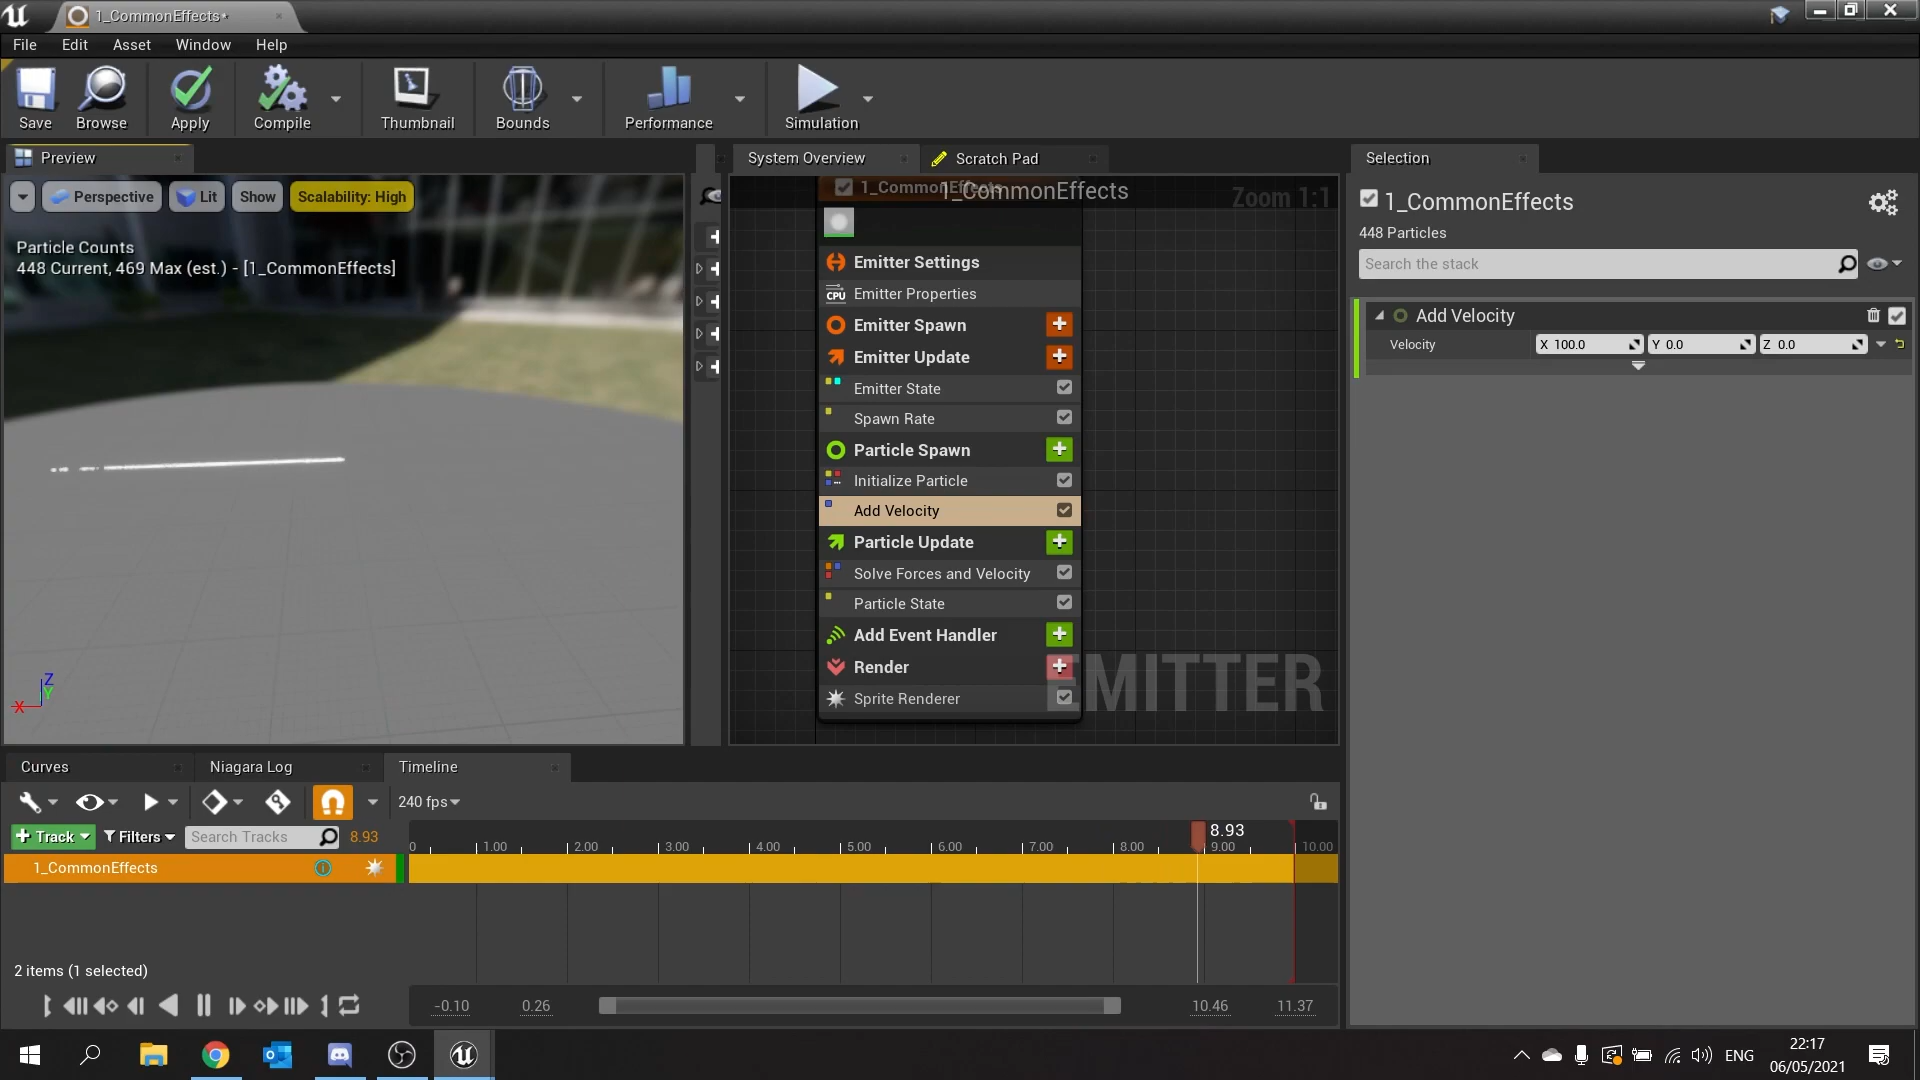 1_CommonEffects*
File Edit Asset Window Help
Save Browse Apply Compile Thumbnail Bounds Performance Simulation
Preview
System Overview
Scratch Pad
Selection
Perspective Lit Show Scalability: High
Particle Counts
448 Current, 469 Max (est.) - [1_CommonEffects]
1_CommonEffects
1_CommonEffects
Zoom 1:1
Emitter Settings
CPU Emitter Properties
Emitter Spawn
Emitter Update
Emitter State
Spawn Rate
Particle Spawn
Initialize Particle
Add Velocity
Particle Update
Solve Forces and Velocity
Particle State
Add Event Handler
Render
Sprite Renderer
EMITTER
1_CommonEffects
448 Particles
Search the stack
Add Velocity
Velocity X 100.0 Y 0.0 Z 0.0
Z
Y
X
Curves Niagara Log Timeline
240 fps
+ Track Filters Search Tracks 8.93
8.93
0 1.00 2.00 3.00 4.00 5.00 6.00 7.00 8.00 9.00 10.00
1_CommonEffects
2 items (1 selected)
-0.10 0.26 10.46 11.37
ENG
22:17
06/05/2021